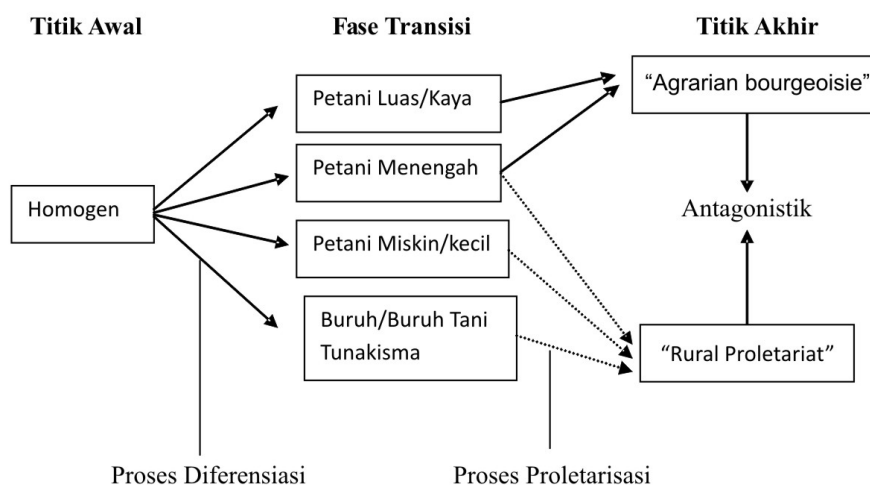 Titik Awal
Fase Transisi
Titik Akhir
Petani Luas/Kaya
“Agrarian bourgeoisie”
Petani Menengah
Homogen
Antagonistik
Petani Miskin/kecil
Buruh/Buruh Tani
Tunakisma
“Rural Proletariat”
Proses Diferensiasi
Proses Proletarisasi